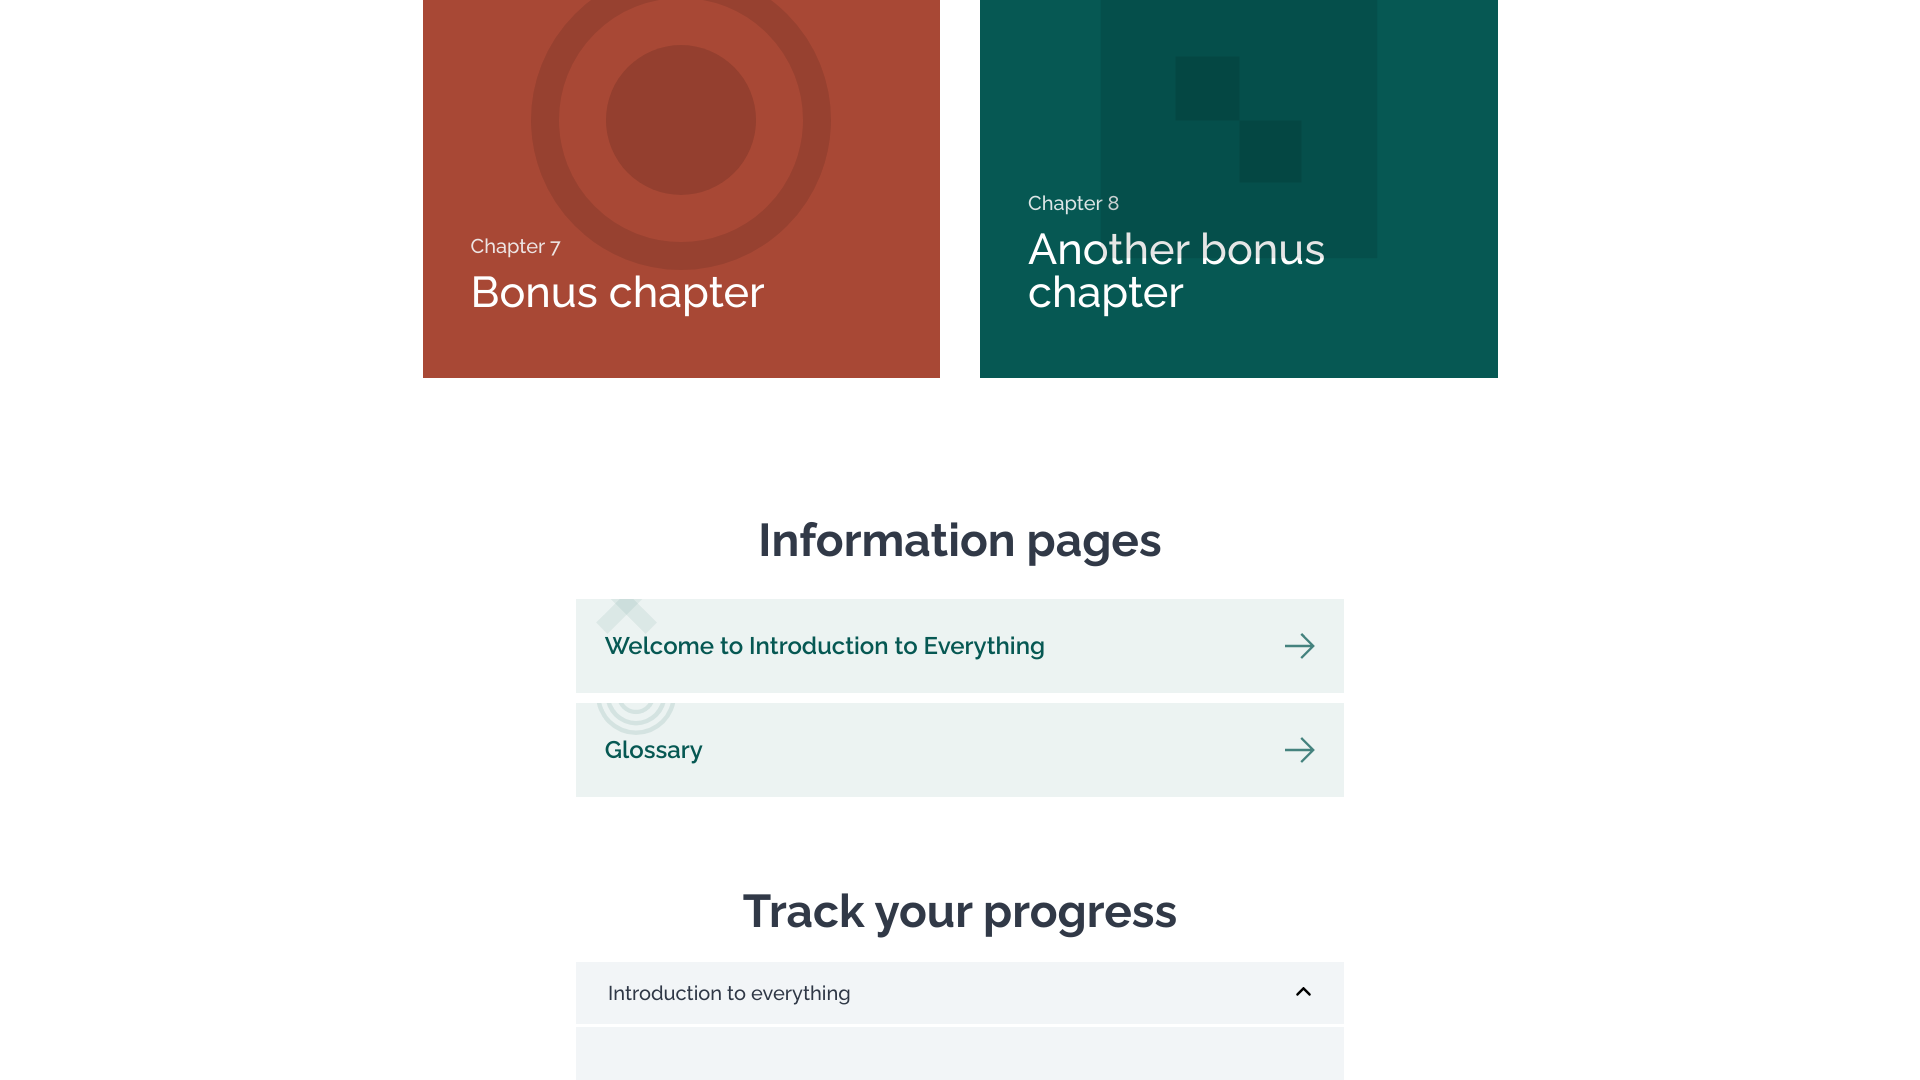 Chapter 7
Bonus chapter
Chapter 8
Another bonus
chapter
Information pages
Welcome to Introduction to Everything
Glossary
Track your progress
Introduction to everything